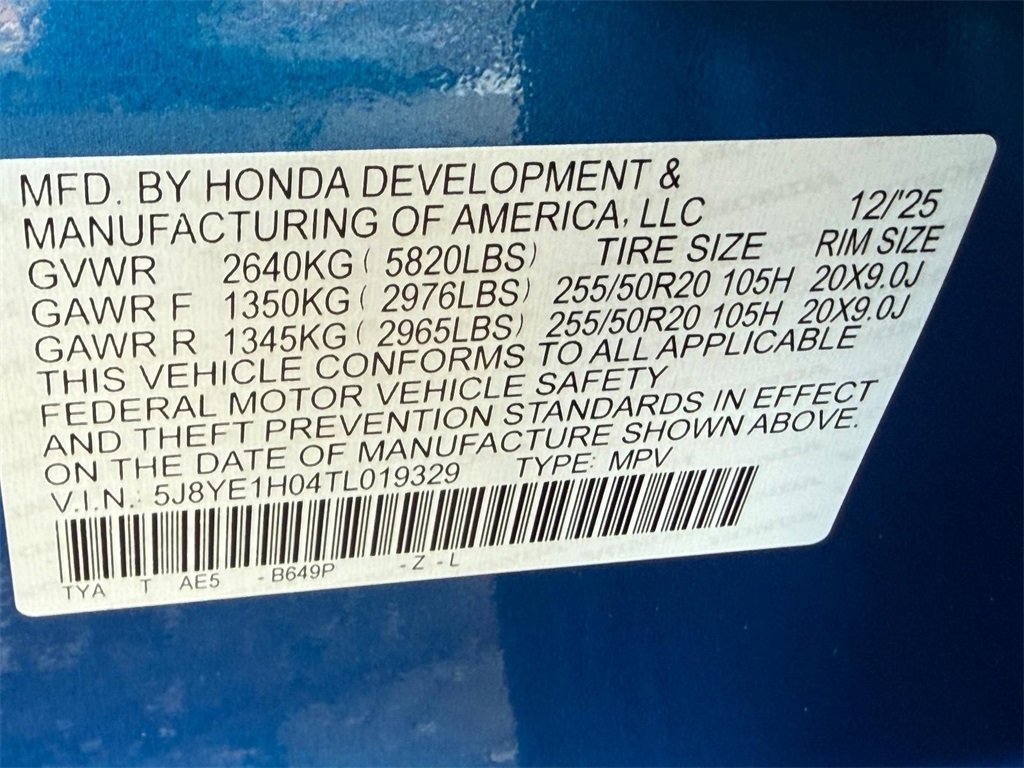 MFD. BY HONDA DEVELOPMENT &
MANUFACTURING OF AMERICA, LLC 12/'25
GVWR 2640KG ( 5820LBS) TIRE SIZE RIM SIZE
GAWR F 1350KG ( 2976LBS) 255/50R20 105H 20X9.0J
GAWR R 1345KG ( 2965LBS) 255/50R20 105H 20X9.0J
THIS VEHICLE CONFORMS TO ALL APPLICABLE
FEDERAL MOTOR VEHICLE SAFETY
AND THEFT PREVENTION STANDARDS IN EFFECT
ON THE DATE OF MANUFACTURE SHOWN ABOVE.
V.I.N.: 5J8YE1H04TL019329 TYPE: MPV
TYA T AE5 -B649P -Z-L